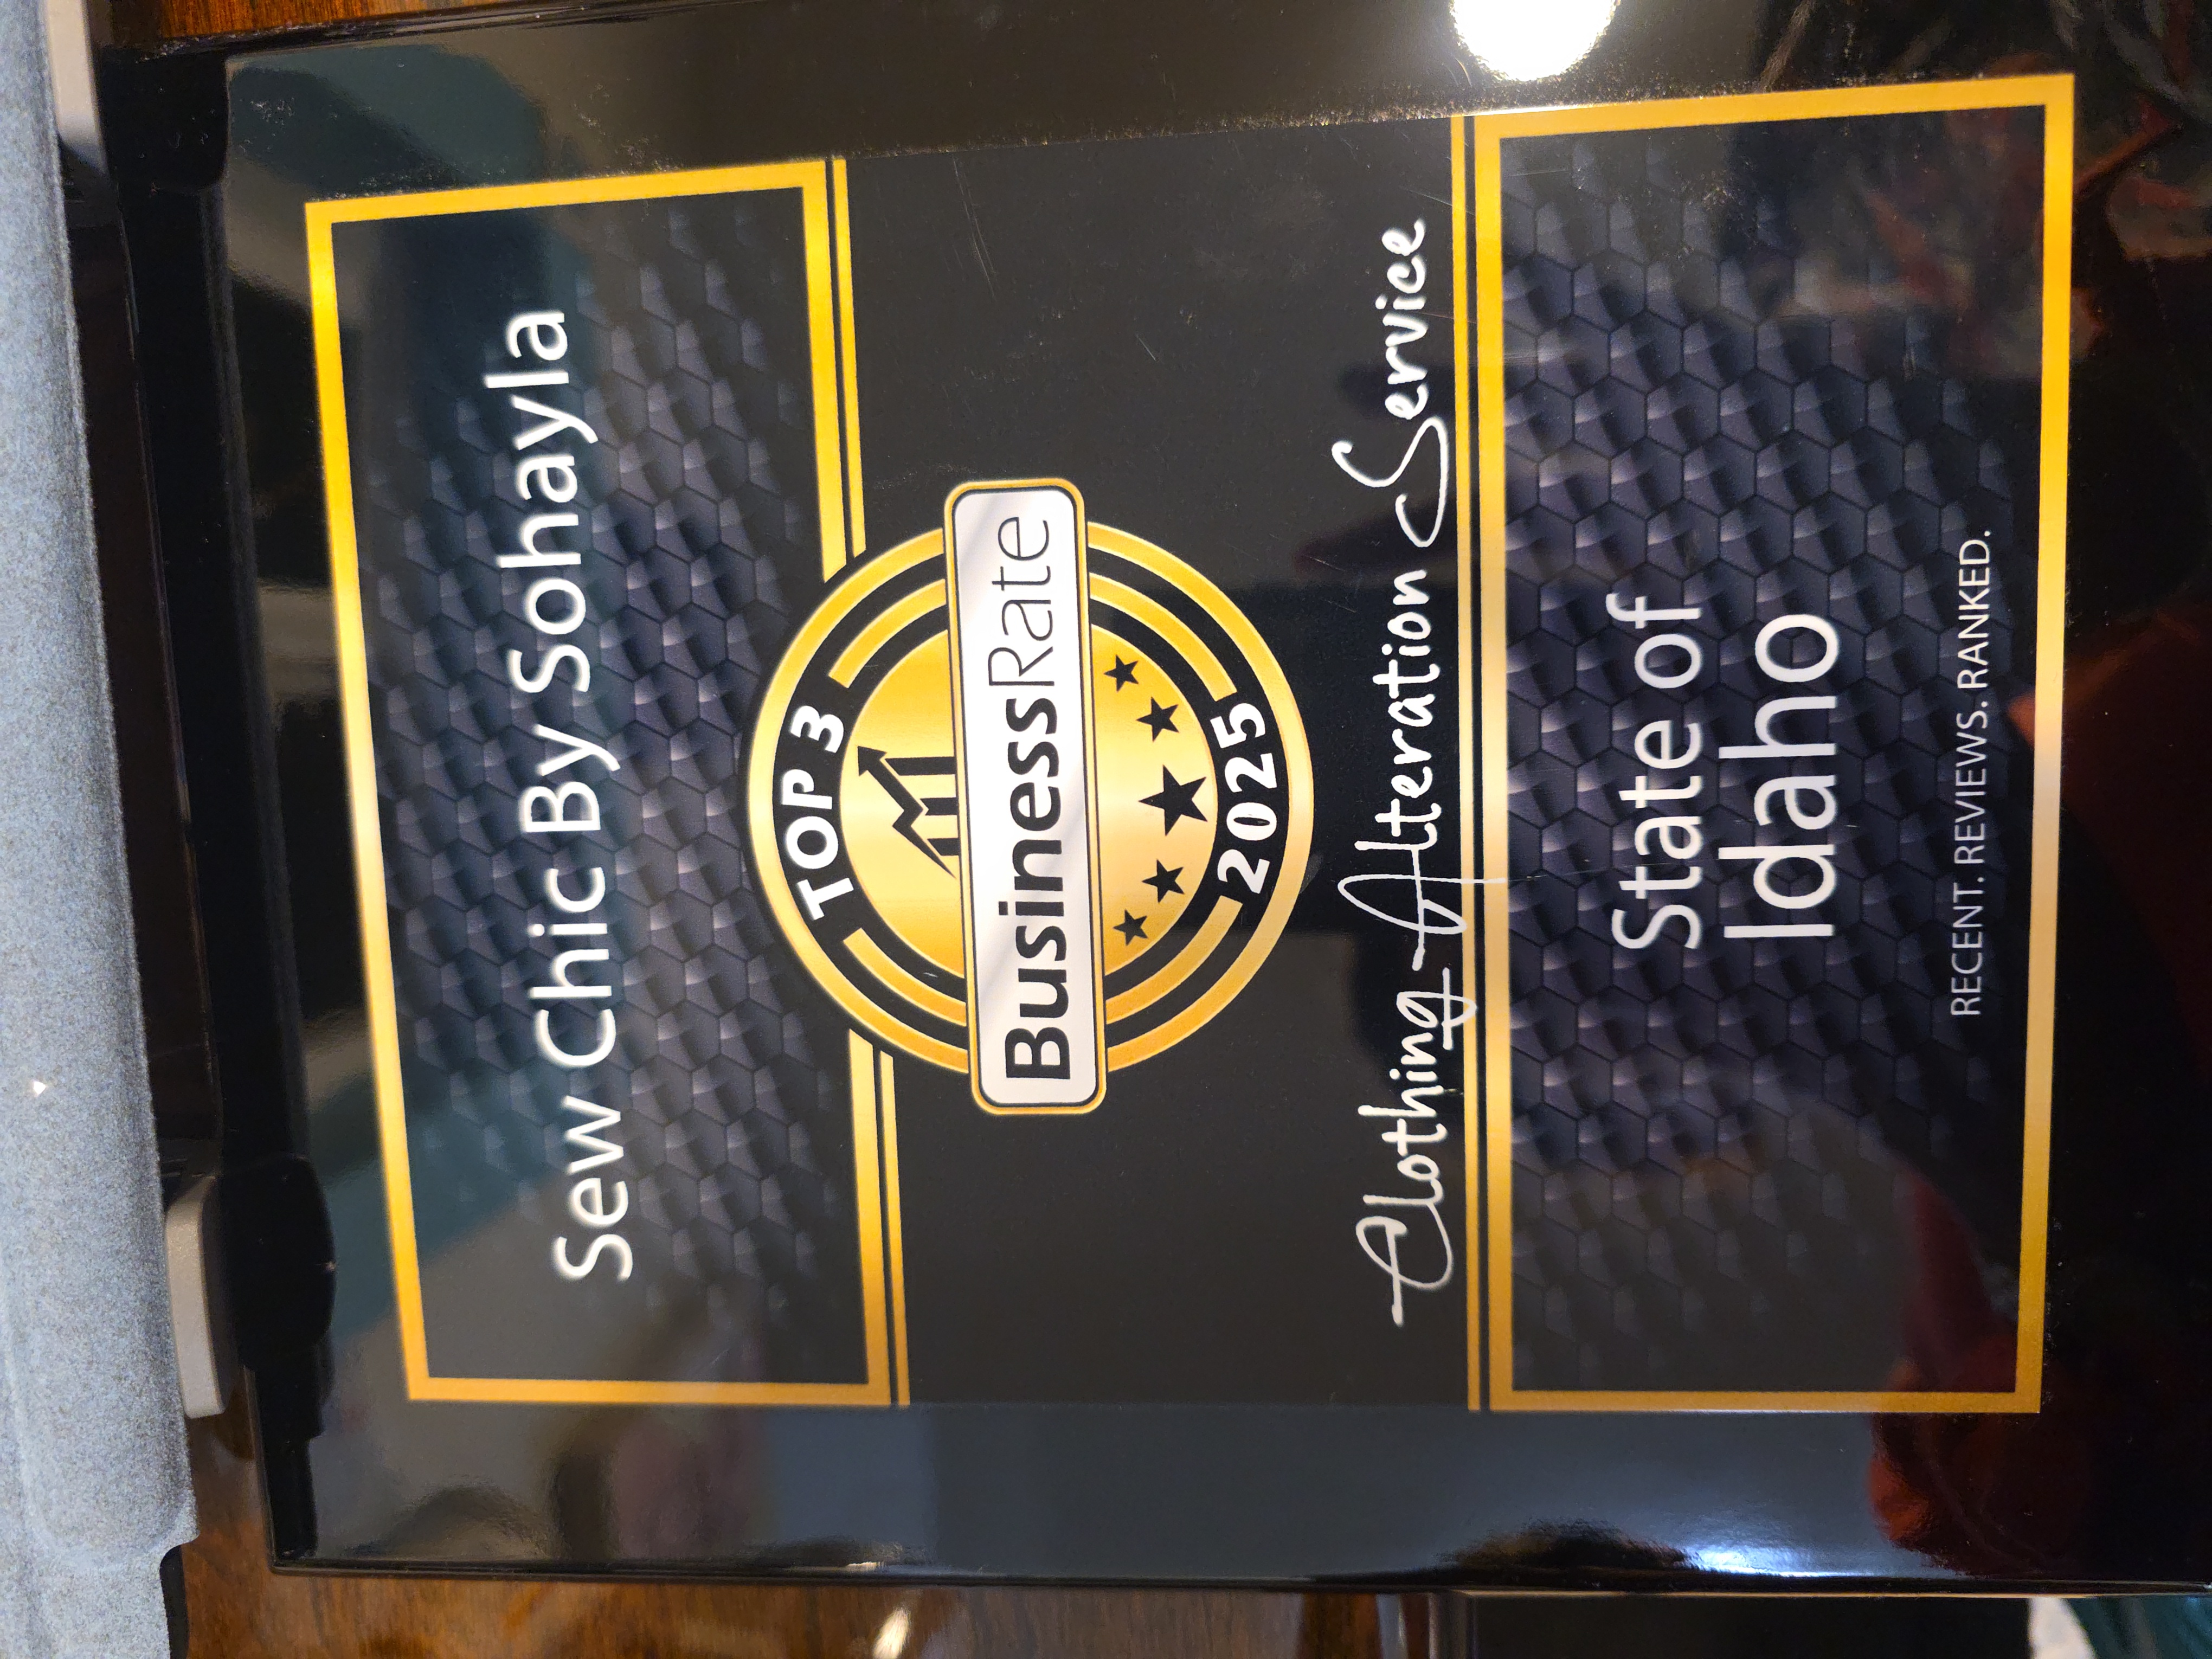 Sew Chic By Sohayla
TOP 3
BusinessRate
2025
Clothing Alteration Service
State of
Idaho
RECENT. REVIEWS. RANKED.